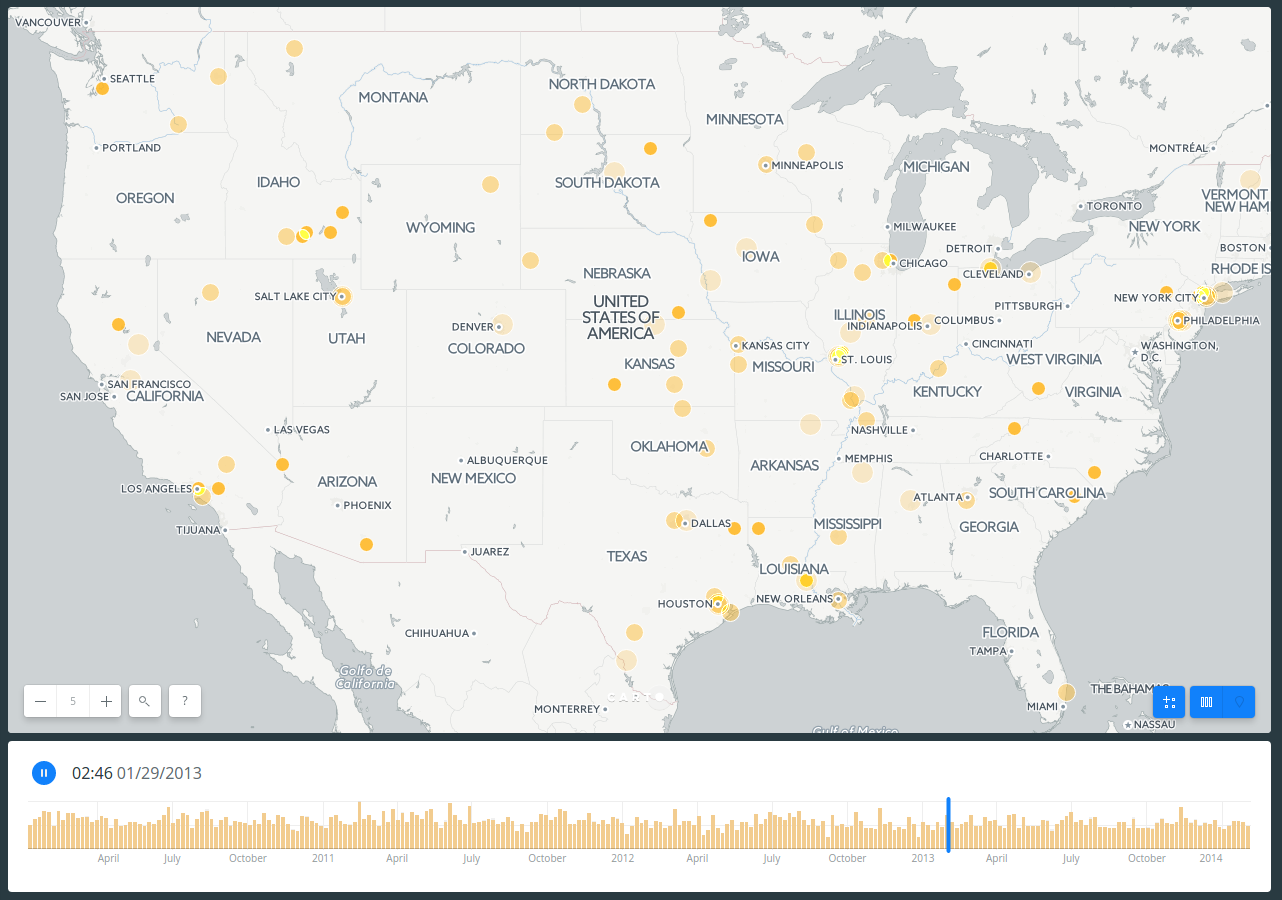 VANCOUVER
SEATTLE
MONTANA
NORTH DAKOTA
MINNESOTA
PORTLAND
MONTRÉAL
MINNEAPOLIS
MICHIGAN
OREGON
IDAHO
SOUTH DAKOTA
VERMONT
NEW HAM
TORONTO
WYOMING
MILWAUKEE
NEW YORK
DETROIT
BOSTON
IOWA
CHICAGO
CLEVELAND
RHODE IS
NEBRASKA
SALT LAKE CITY
UNITED
STATES OF
AMERICA
NEW YORK CITY
PITTSBURGH
ILLINOIS
INDIANAPOLIS
COLUMBUS
PHILADELPHIA
NEVADA
UTAH
DENVER
COLORADO
KANSAS CITY
CINCINNATI
WASHINGTON,
D.C.
KANSAS
MISSOURI
ST. LOUIS
WEST VIRGINIA
SAN FRANCISCO
SAN JOSE
CALIFORNIA
KENTUCKY
VIRGINIA
LAS VEGAS
NASHVILLE
OKLAHOMA
ALBUQUERQUE
ARKANSAS
MEMPHIS
CHARLOTTE
LOS ANGELES
ARIZONA
NEW MEXICO
ATLANTA
SOUTH CAROLINA
PHOENIX
TIJUANA
DALLAS
MISSISSIPPI
GEORGIA
JUAREZ
TEXAS
LOUISIANA
HOUSTON
NEW ORLEANS
CHIHUAHUA
FLORIDA
TAMPA
Golfo de
California
THE BAHAMAS
CARTO
MONTERREY
MIAMI
NASSAU
Gulf of Mexico
5
?
02:46 01/29/2013
April July October 2011 April July October 2012 April July October 2013 April July October 2014